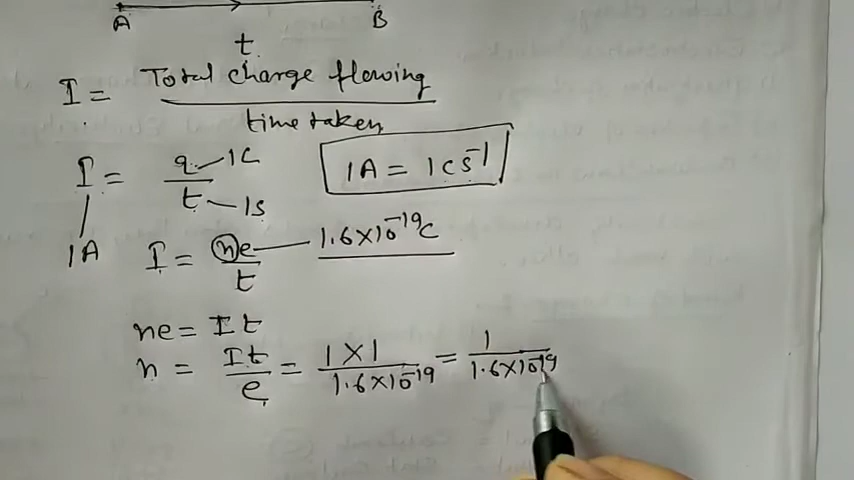 A B
t
I = Total charge flowing / time taken
I = q / t 1C 1s 1A = 1Cs⁻¹
1A I = ne / t 1.6×10⁻¹⁹C
ne = It
n = It / e = 1×1 / 1.6×10⁻¹⁹ = 1 / 1.6×10⁻¹⁹